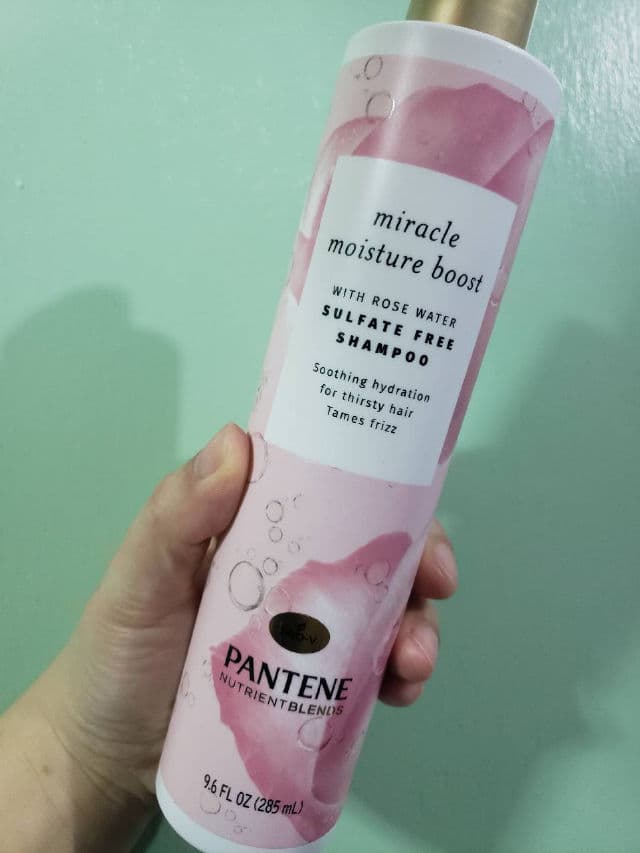 miracle
moisture boost
WITH ROSE WATER
SULFATE FREE
SHAMPOO
Soothing hydration
for thirsty hair
Tames frizz
PRO-V
PANTENE
NUTRIENTBLENDS
9.6 FL OZ (285 mL)